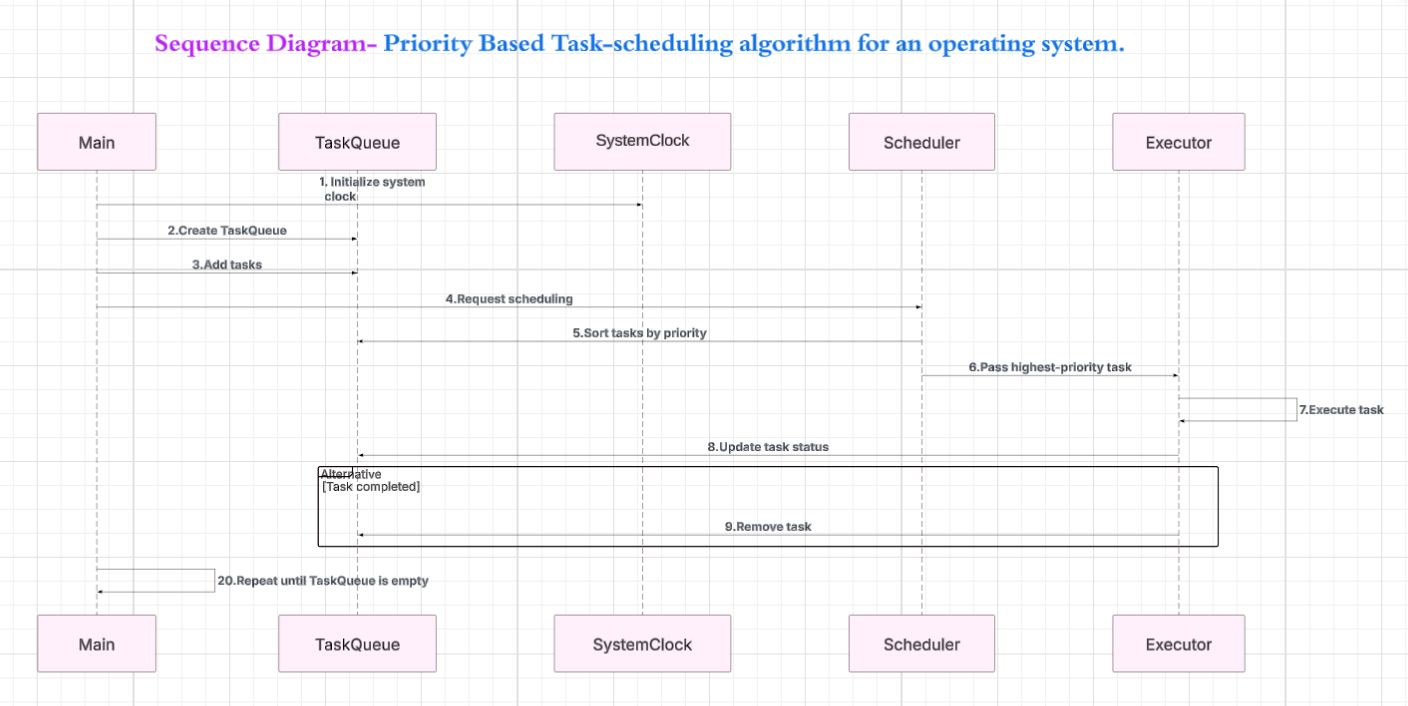 Sequence Diagram- Priority Based Task-scheduling algorithm for an operating system.
Main
TaskQueue
SystemClock
Scheduler
Executor
1. Initialize system
clock
2.Create TaskQueue
3.Add tasks
4.Request scheduling
5.Sort tasks by priority
6.Pass highest-priority task
7.Execute task
8.Update task status
Alternative
[Task completed]
9.Remove task
20.Repeat until TaskQueue is empty
Main
TaskQueue
SystemClock
Scheduler
Executor